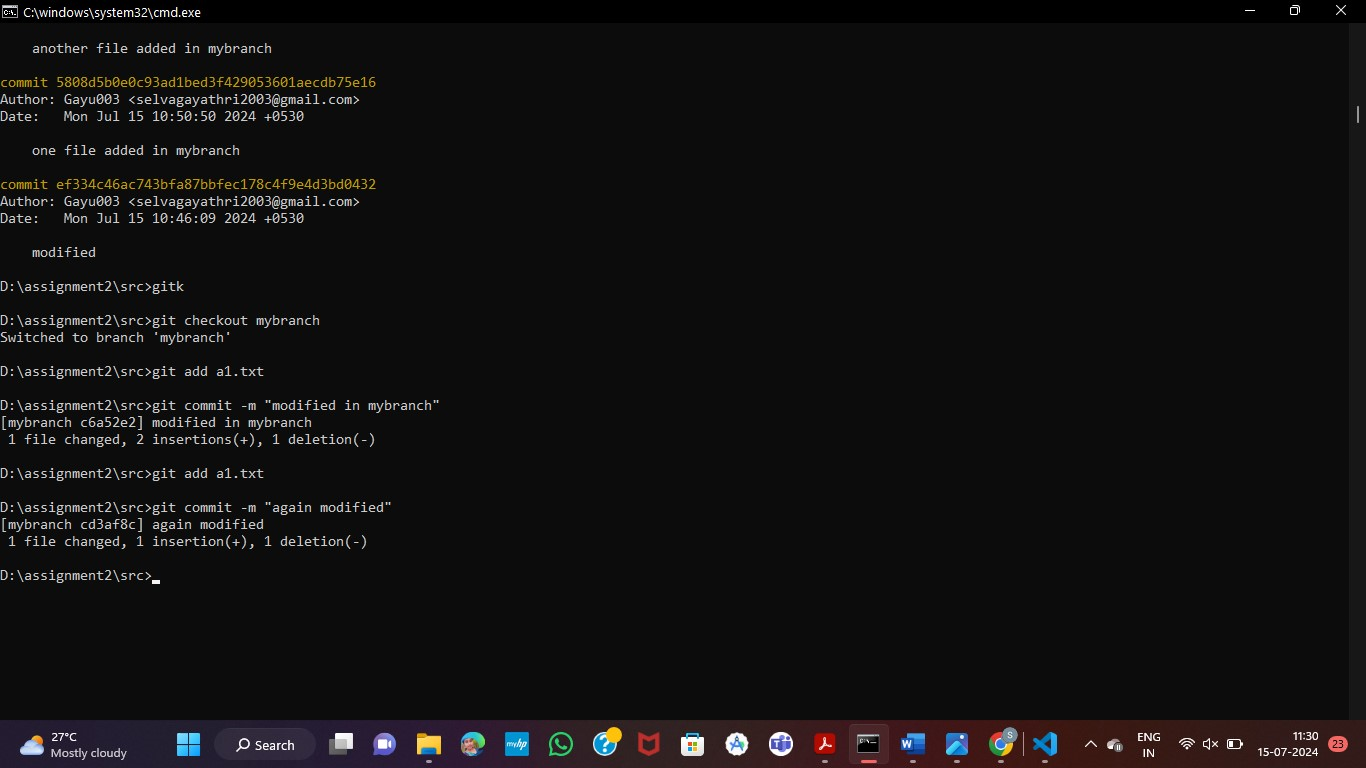 C:\windows\system32\cmd.exe
another file added in mybranch
commit 5808d5b0e0c93ad1bed3f429053601aecdb75e16
Author: Gayu003 <selvagayathri2003@gmail.com>
Date:   Mon Jul 15 10:50:50 2024 +0530
one file added in mybranch
commit ef334c46ac743bfa87bbfec178c4f9e4d3bd0432
Author: Gayu003 <selvagayathri2003@gmail.com>
Date:   Mon Jul 15 10:46:09 2024 +0530
modified
D:\assignment2\src>gitk
D:\assignment2\src>git checkout mybranch
Switched to branch 'mybranch'
D:\assignment2\src>git add a1.txt
D:\assignment2\src>git commit -m "modified in mybranch"
[mybranch c6a52e2] modified in mybranch
1 file changed, 2 insertions(+), 1 deletion(-)
D:\assignment2\src>git add a1.txt
D:\assignment2\src>git commit -m "again modified"
[mybranch cd3af8c] again modified
1 file changed, 1 insertion(+), 1 deletion(-)
D:\assignment2\src>
27°C
Mostly cloudy
Search
myhp
S
ENG
IN
11:30
15-07-2024
23